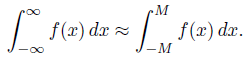 ∫_{-∞}^{∞} f(x) dx ≈ ∫_{-M}^{M} f(x) dx.